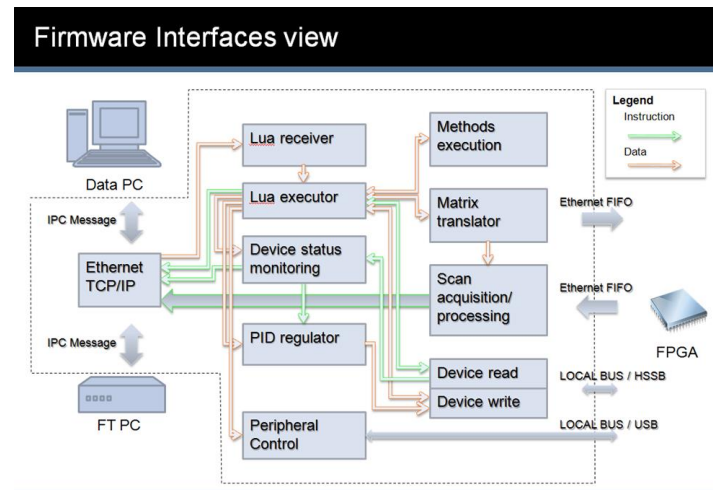 Firmware Interfaces view
Legend
Instruction
Data
Data PC
IPC Message
Ethernet
TCP/IP
IPC Message
FT PC
Lua receiver
Lua executor
Device status
monitoring
PID regulator
Peripheral
Control
Methods
execution
Matrix
translator
Scan
acquisition/
processing
Device read
Device write
Ethernet FIFO
Ethernet FIFO
FPGA
LOCAL BUS / HSSB
LOCAL BUS / USB